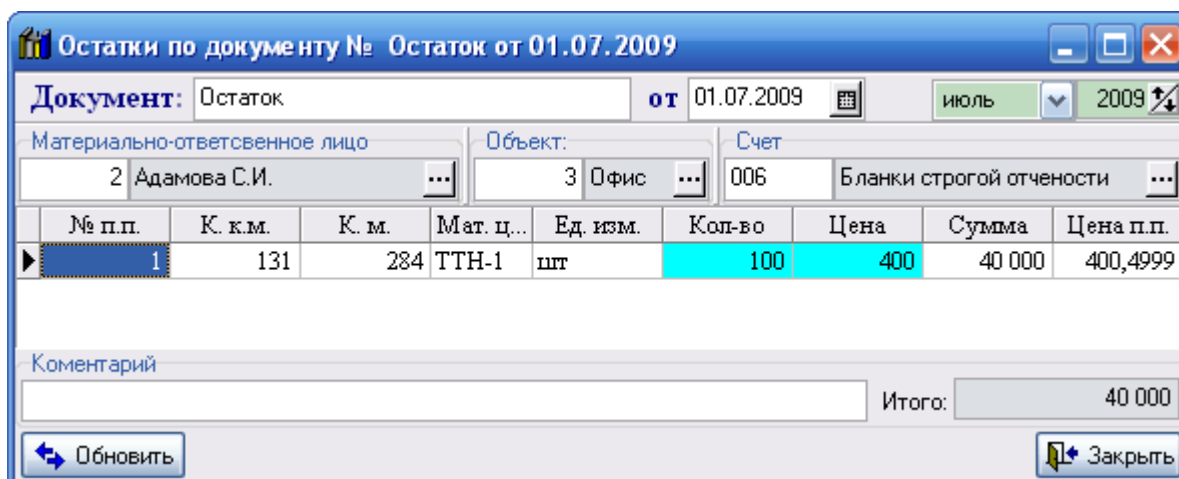 Остатки по документу № Остаток от 01.07.2009
Документ: Остаток от 01.07.2009 июль 2009
Материально-ответсвенное лицо Объект: Счет
2 Адамова С.И. ... 3 Офис ... 006 Бланки строгой отчености ...
№ п.п. К. к.м. К. м. Мат. ц... Ед. изм. Кол-во Цена Сумма Цена п.п.
1 131 284 ТТН-1 шт 100 400 40 000 400,4999
Коментарий
Итого: 40 000
Обновить Закрыть